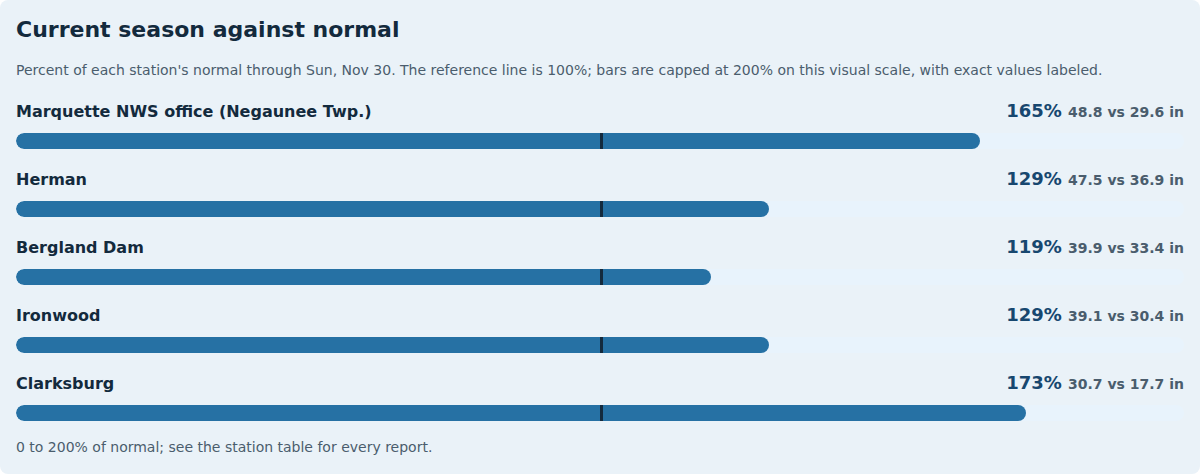 Current season against normal
Percent of each station's normal through Sun, Nov 30. The reference line is 100%; bars are capped at 200% on this visual scale, with exact values labeled.
Marquette NWS office (Negaunee Twp.) 165% 48.8 vs 29.6 in
Herman 129% 47.5 vs 36.9 in
Bergland Dam 119% 39.9 vs 33.4 in
Ironwood 129% 39.1 vs 30.4 in
Clarksburg 173% 30.7 vs 17.7 in
0 to 200% of normal; see the station table for every report.